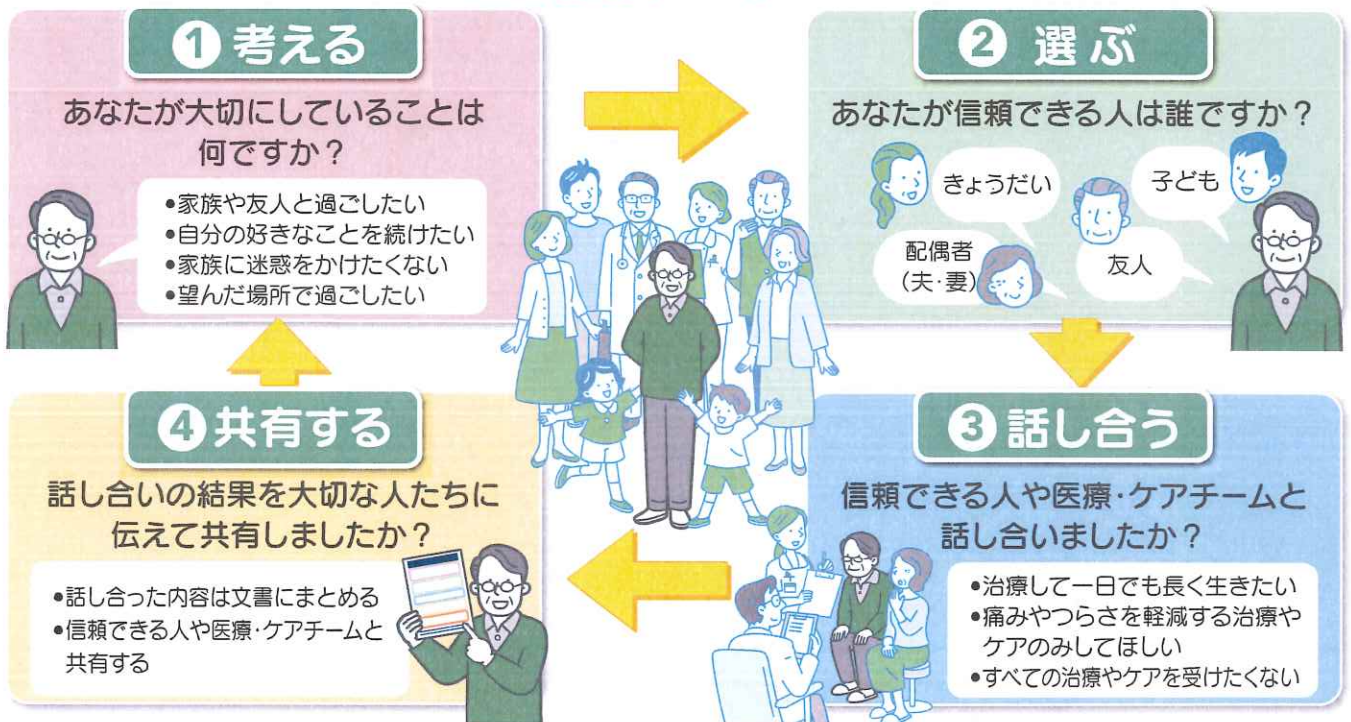 ❶考える
あなたが大切にしていることは
何ですか?
●家族や友人と過ごしたい
●自分の好きなことを続けたい
●家族に迷惑をかけたくない
●望んだ場所で過ごしたい
❷選ぶ
あなたが信頼できる人は誰ですか?
きょうだい
子ども
配偶者
(夫・妻)
友人
❸話し合う
信頼できる人や医療・ケアチームと
話し合いましたか?
●治療して一日でも長く生きたい
●痛みやつらさを軽減する治療や
ケアのみしてほしい
●すべての治療やケアを受けたくない
❹共有する
話し合いの結果を大切な人たちに
伝えて共有しましたか?
●話し合った内容は文書にまとめる
●信頼できる人や医療・ケアチームと
共有する